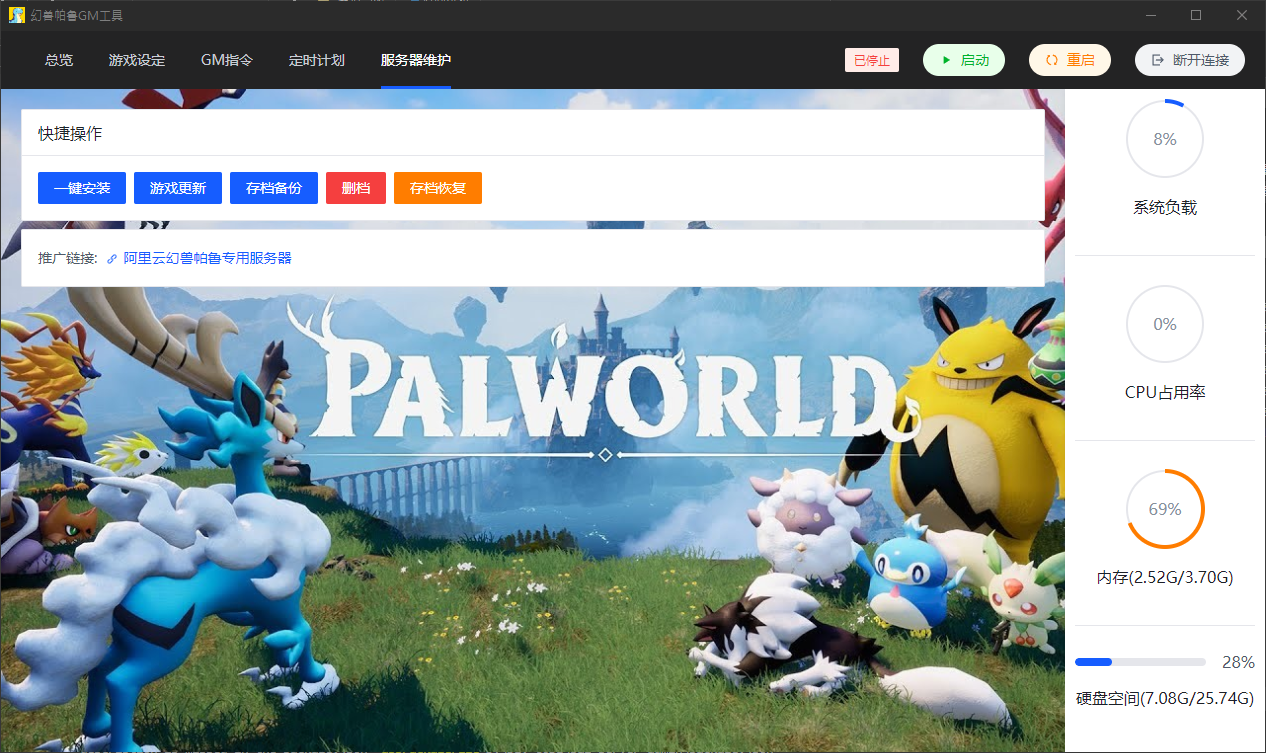 幻兽帕鲁GM工具
总览 游戏设定 GM指令 定时计划 服务器维护 已停止 启动 重启 断开连接
快捷操作
一键安装 游戏更新 存档备份 删档 存档恢复
推广链接: 阿里云幻兽帕鲁专用服务器
PALWORLD
8%
系统负载
0%
CPU占用率
69%
内存(2.52G/3.70G)
28%
硬盘空间(7.08G/25.74G)